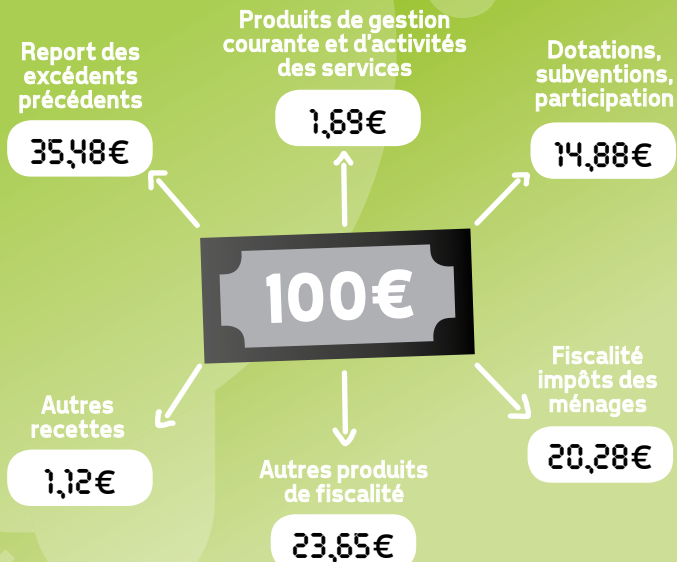 Produits de gestion
courante et d'activités
des services
1,69€
Report des
excédents
précédents
35,48€
Dotations,
subventions,
participation
14,88€
100€
Autres
recettes
1,12€
Autres produits
de fiscalité
23,65€
Fiscalité
impôts des
ménages
20,28€